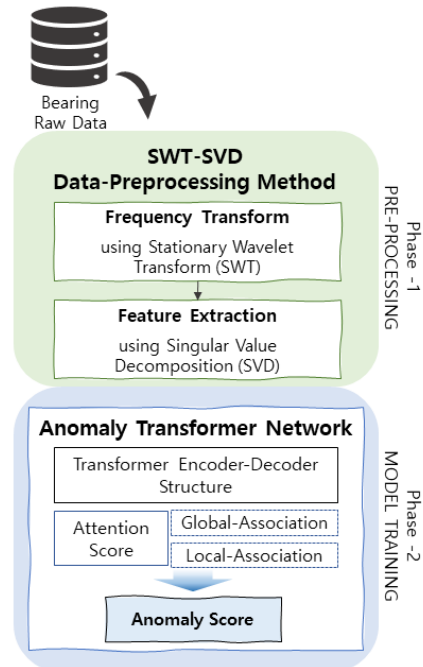 Bearing
Raw Data
SWT-SVD
Data-Preprocessing Method
Frequency Transform
using Stationary Wavelet
Transform (SWT)
Feature Extraction
using Singular Value
Decomposition (SVD)
Phase -1
PRE-PROCESSING
Anomaly Transformer Network
Transformer Encoder-Decoder
Structure
Attention
Score
Global-Association
Local-Association
Anomaly Score
Phase -2
MODEL TRAINING